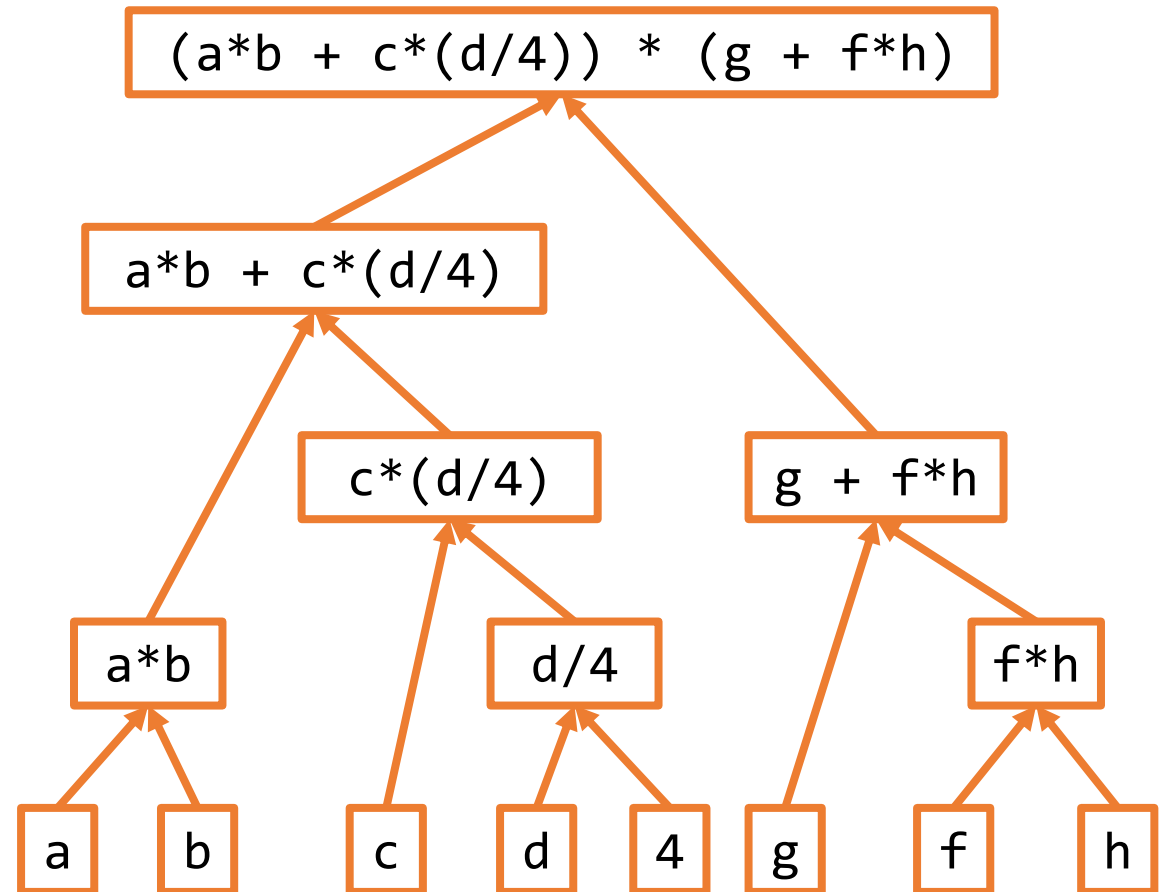 (a*b + c*(d/4)) * (g + f*h)
a*b + c*(d/4)
c*(d/4)
g + f*h
a*b
d/4
f*h
a
b
c
d
4
g
f
h